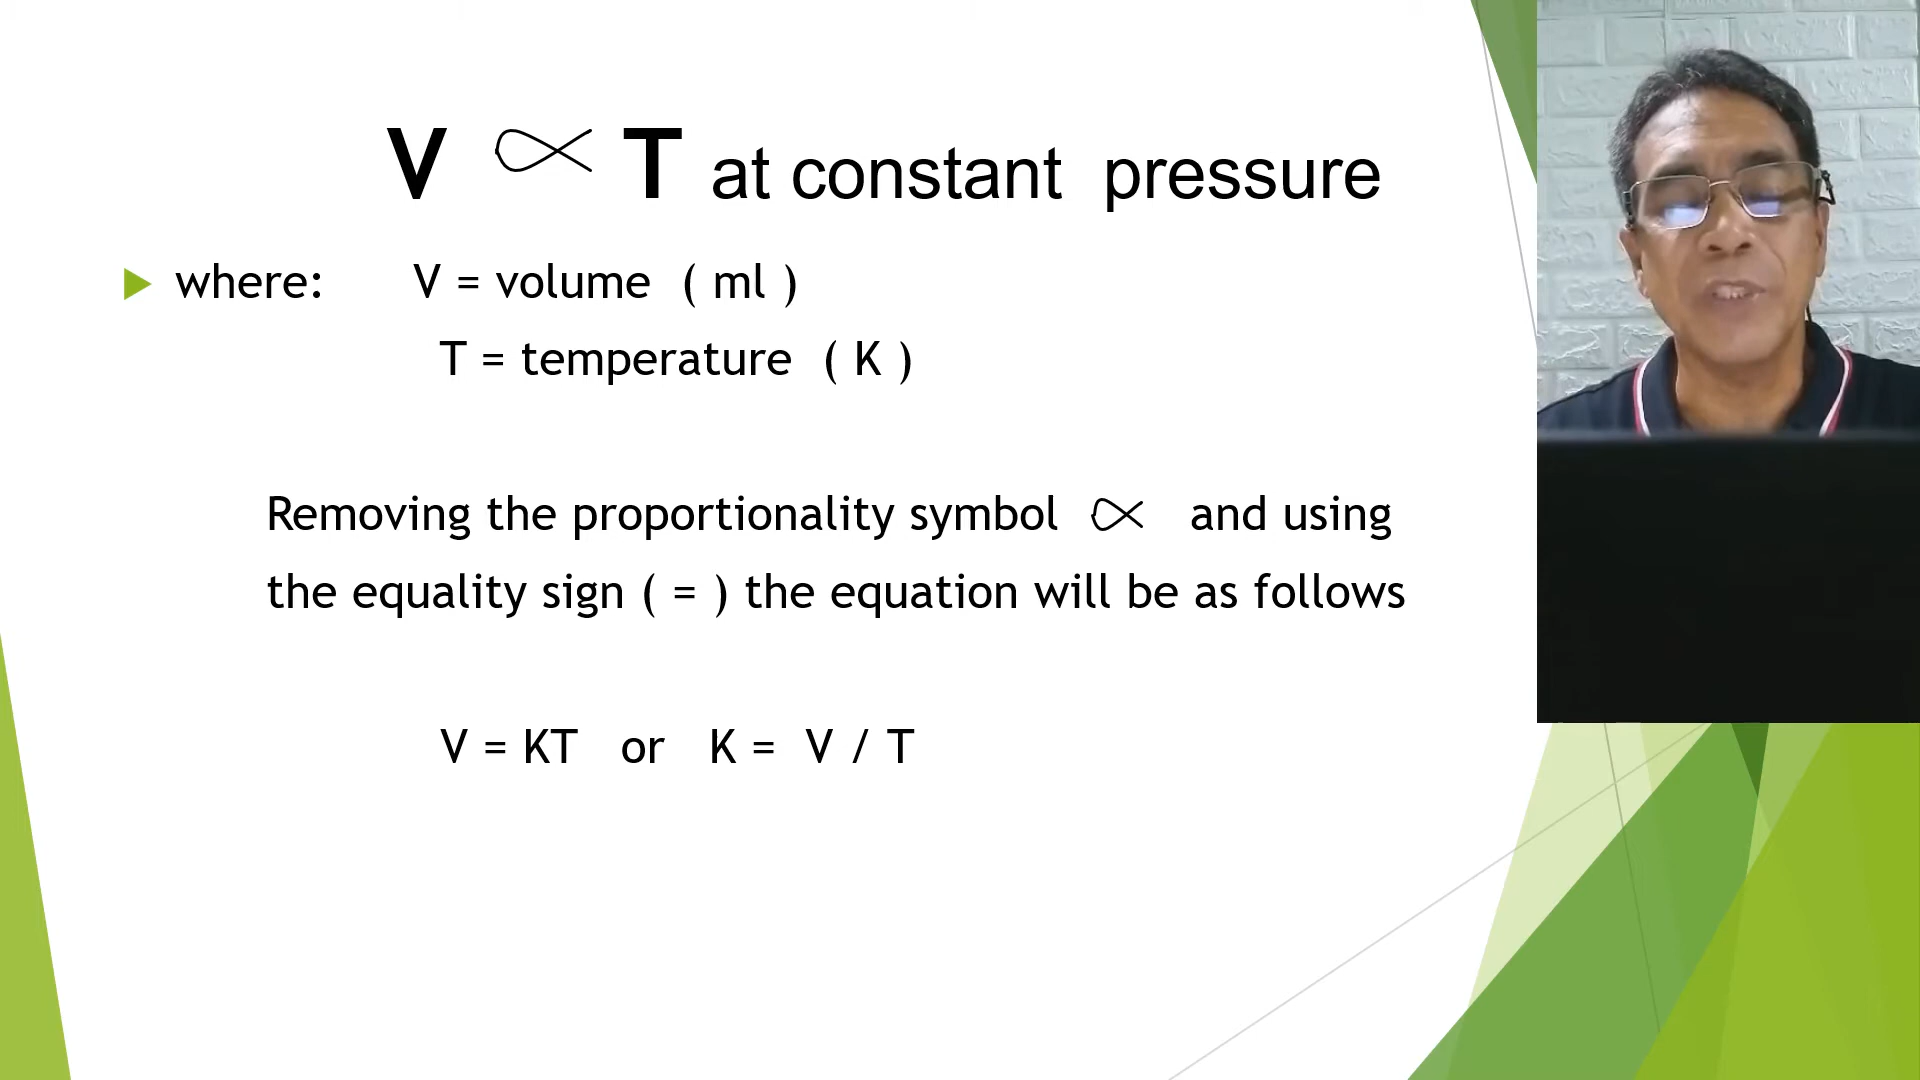 V ∝ T at constant pressure
where: V = volume ( ml )
T = temperature ( K )
Removing the proportionality symbol ∝ and using
the equality sign ( = ) the equation will be as follows
V = KT or K = V / T